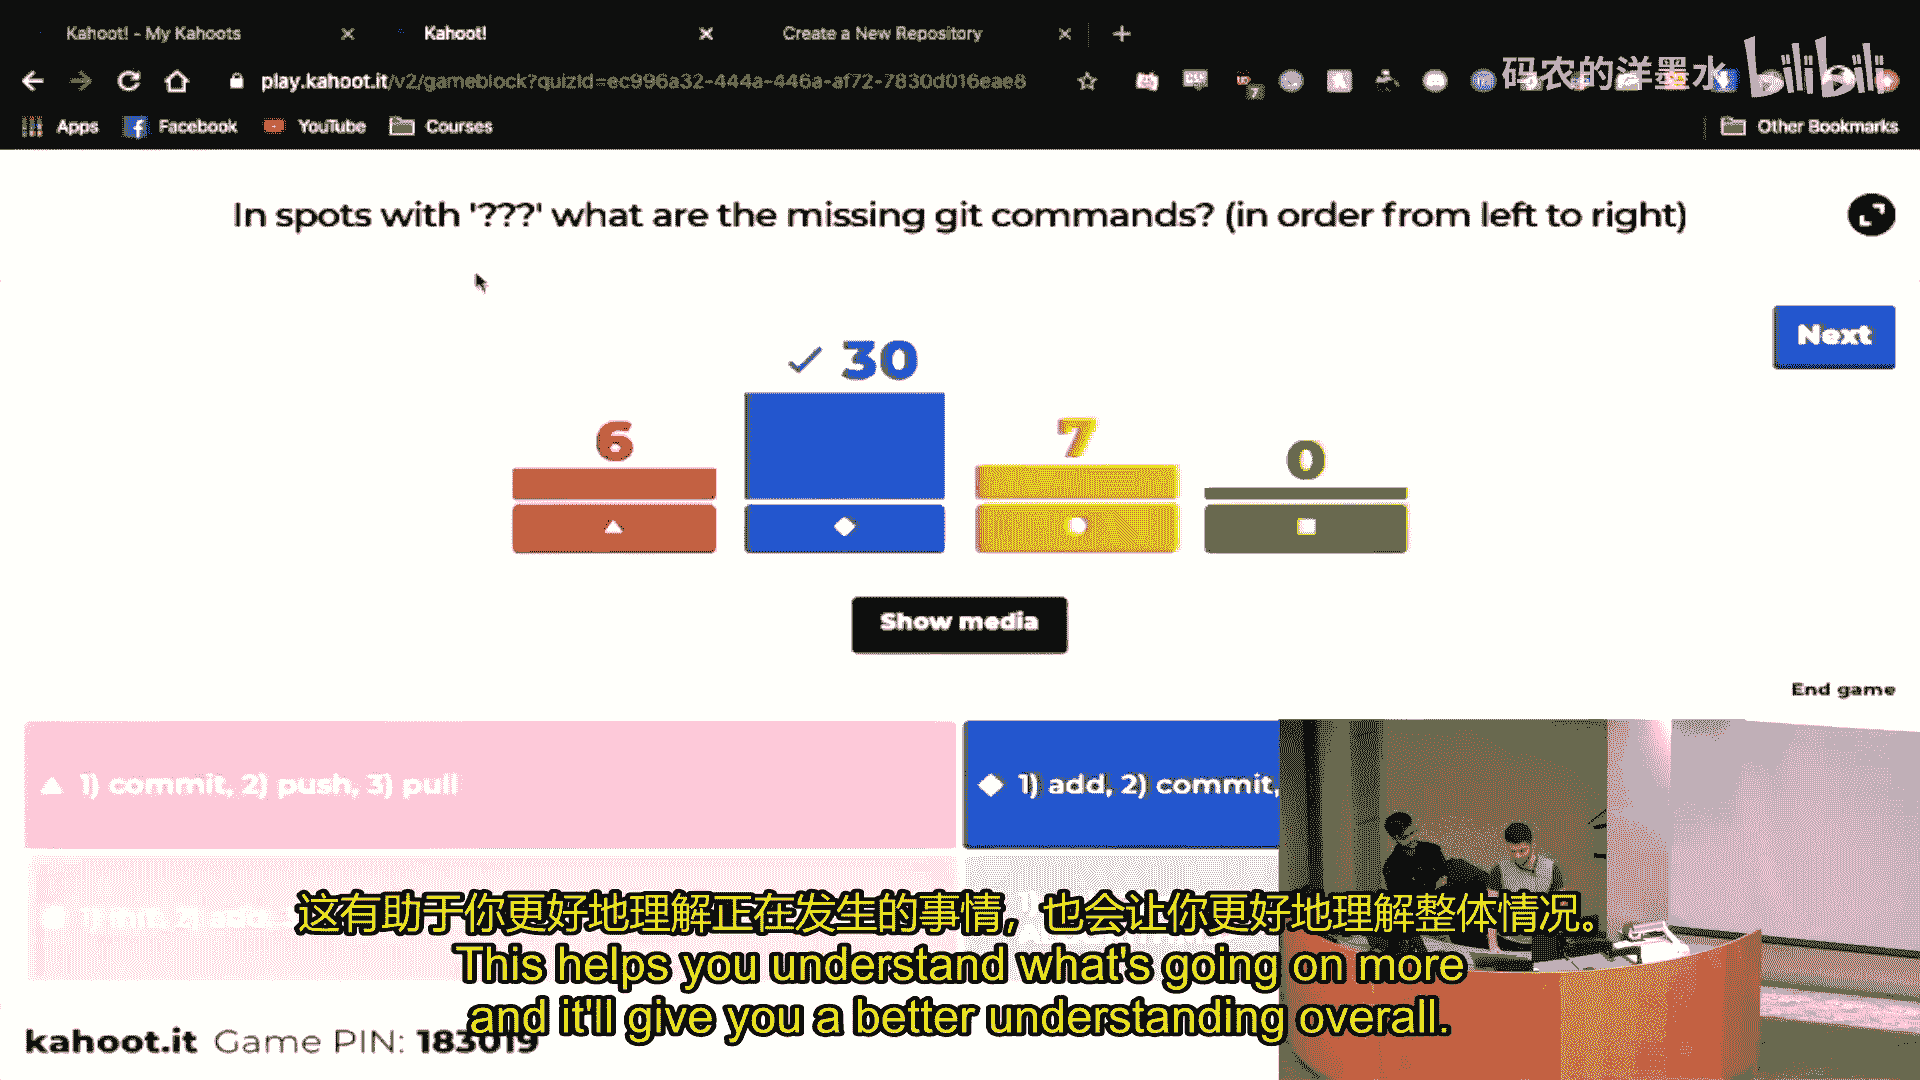 Kahoot! - My Kahoots
Kahoot!
Create a New Repository
play.kahoot.it/v2/gameblock?quizId=ec996a32-444a-446a-af72-7830d016eae8
码农的洋墨水
bilibili
Apps
Facebook
YouTube
Courses
Other Bookmarks
In spots with '???' what are the missing git commands? (in order from left to right)
Next
30
6
7
0
Show media
End game
1) commit, 2) push, 3) pull
1) add, 2) commit,
这有助于你更好地理解正在发生的事情，也会让你更好地理解整体情况。
This helps you understand what's going on more
and it'll give you a better understanding overall.
kahoot.it Game PIN: 183019